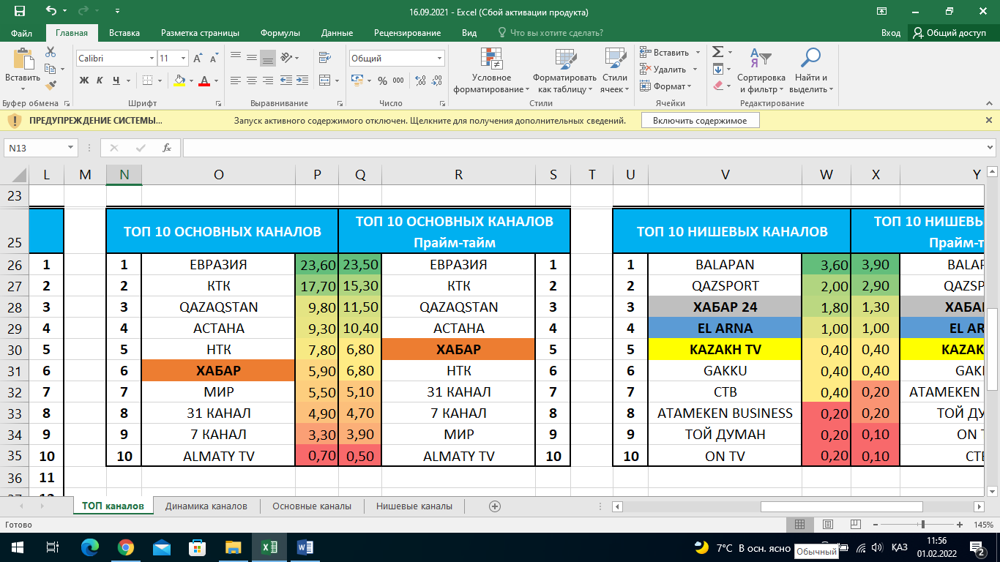 16.09.2021 - Excel (Сбой активации продукта)
Файл Главная Вставка Разметка страницы Формулы Данные Рецензирование Вид Что вы хотите сделать? Вход Общий доступ
Calibri 11 Общий
Вставить
Ж К Ч
% 000
Условное форматирование
Форматировать как таблицу
Стили ячеек
Вставить
Удалить
Формат
Сортировка и фильтр
Найти и выделить
Буфер обмена Шрифт Выравнивание Число Стили Ячейки Редактирование
ПРЕДУПРЕЖДЕНИЕ СИСТЕМЫ... Запуск активного содержимого отключен. Щелкните для получения дополнительных сведений. Включить содержимое
N13 fx
L M N O P Q R S T U V W X Y
23
25 ТОП 10 ОСНОВНЫХ КАНАЛОВ ТОП 10 ОСНОВНЫХ КАНАЛОВ Прайм-тайм ТОП 10 НИШЕВЫХ КАНАЛОВ ТОП 10 НИШЕВЬ Прайм-т
26 1 1 ЕВРАЗИЯ 23,60 23,50 ЕВРАЗИЯ 1 1 BALAPAN 3,60 3,90 BALAP
27 2 2 КТК 17,70 15,30 КТК 2 2 QAZSPORT 2,00 2,90 QAZSP
28 3 3 QAZAQSTAN 9,80 11,50 QAZAQSTAN 3 3 ХАБАР 24 1,80 1,30 ХАБАІ
29 4 4 АСТАНА 9,30 10,40 АСТАНА 4 4 EL ARNA 1,00 1,00 EL AR
30 5 5 НТК 7,80 6,80 ХАБАР 5 5 KAZAKH TV 0,40 0,40 KAZAK
31 6 6 ХАБАР 5,90 6,80 НТК 6 6 GAKKU 0,40 0,40 GAKI
32 7 7 МИР 5,50 5,10 31 КАНАЛ 7 7 СТВ 0,40 0,20 ATAMEKEN
33 8 8 31 КАНАЛ 4,90 4,70 7 КАНАЛ 8 8 ATAMEKEN BUSINESS 0,20 0,20 ТОЙ ДУ
34 9 9 7 КАНАЛ 3,30 3,90 МИР 9 9 ТОЙ ДУМАН 0,20 0,10 ON
35 10 10 ALMATY TV 0,70 0,50 ALMATY TV 10 10 ON TV 0,20 0,10 СТ
36 11
ТОП каналов Динамика каналов Основные каналы Нишевые каналы
Готово 145%
7°C В осн. ясно Обычный ҚАЗ 11:56
01.02.2022 2